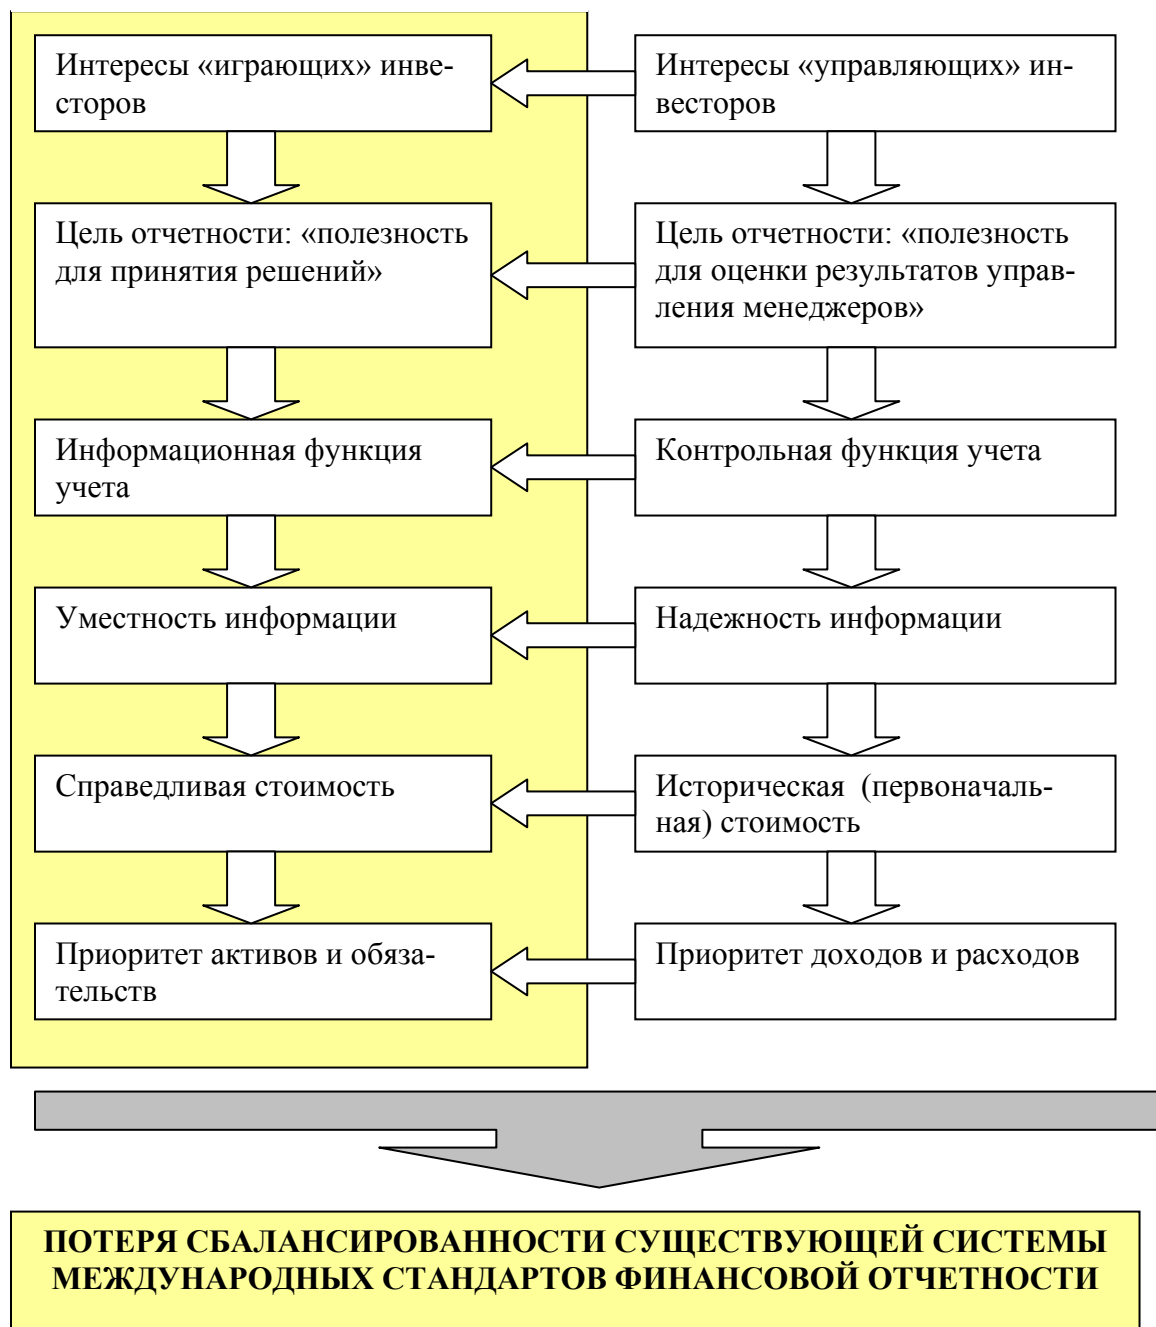 Интересы «играющих» инве-
сторов
Интересы «управляющих» ин-
весторов
Цель отчетности: «полезность
для принятия решений»
Цель отчетности: «полезность
для оценки результатов управ-
ления менеджеров»
Информационная функция
учета
Контрольная функция учета
Уместность информации
Надежность информации
Справедливая стоимость
Историческая (первоначаль-
ная) стоимость
Приоритет активов и обяза-
тельств
Приоритет доходов и расходов
ПОТЕРЯ СБАЛАНСИРОВАННОСТИ СУЩЕСТВУЮЩЕЙ СИСТЕМЫ
МЕЖДУНАРОДНЫХ СТАНДАРТОВ ФИНАНСОВОЙ ОТЧЕТНОСТИ